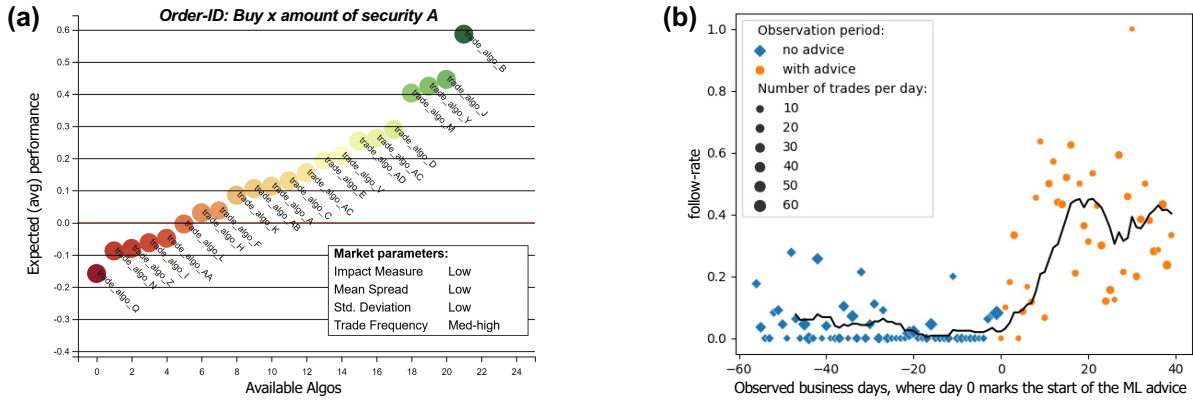 (a)
Order-ID: Buy x amount of security A
Expected (avg) performance
0.6
0.5
0.4
0.3
0.2
0.1
0.0
-0.1
-0.2
-0.3
-0.4
trade_algo_Q
trade_algo_N
trade_algo_Z
trade_algo_I
trade_algo_AA
trade_algo_L
trade_algo_H
trade_algo_F
trade_algo_K
trade_algo_AB
trade_algo_A
trade_algo_C
trade_algo_AC
trade_algo_E
trade_algo_V
trade_algo_AD
trade_algo_AC
trade_algo_D
trade_algo_M
trade_algo_Y
trade_algo_J
trade_algo_B
Market parameters:
Impact Measure Low
Mean Spread Low
Std. Deviation Low
Trade Frequency Med-high
0 2 4 6 8 10 12 14 16 18 20 22 24
Available Algos
(b)
follow-rate
1.0
0.8
0.6
0.4
0.2
0.0
Observation period:
no advice
with advice
Number of trades per day:
10
20
30
40
50
60
−60 −40 −20 0 20 40
Observed business days, where day 0 marks the start of the ML advice